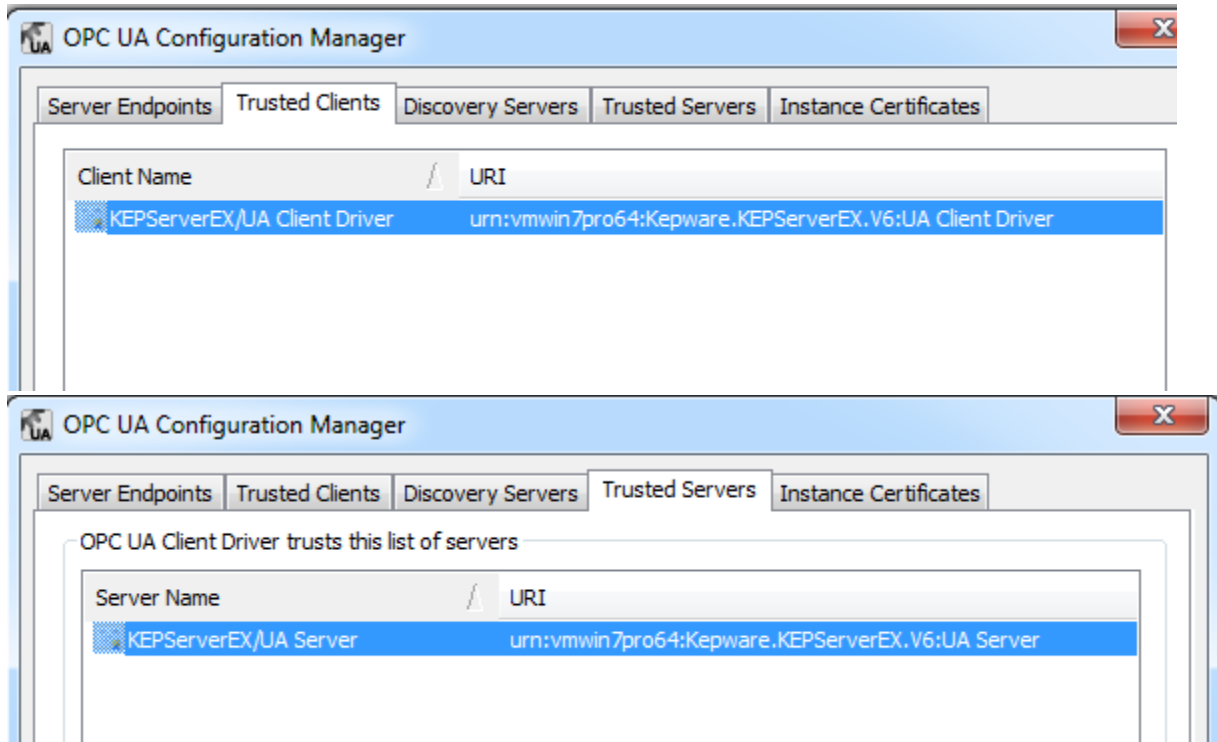 OPC UA Configuration Manager
Server Endpoints Trusted Clients Discovery Servers Trusted Servers Instance Certificates
Client Name URI
KEPServerEX/UA Client Driver urn:vmwin7pro64:Kepware.KEPServerEX.V6:UA Client Driver
OPC UA Configuration Manager
Server Endpoints Trusted Clients Discovery Servers Trusted Servers Instance Certificates
OPC UA Client Driver trusts this list of servers
Server Name URI
KEPServerEX/UA Server urn:vmwin7pro64:Kepware.KEPServerEX.V6:UA Server